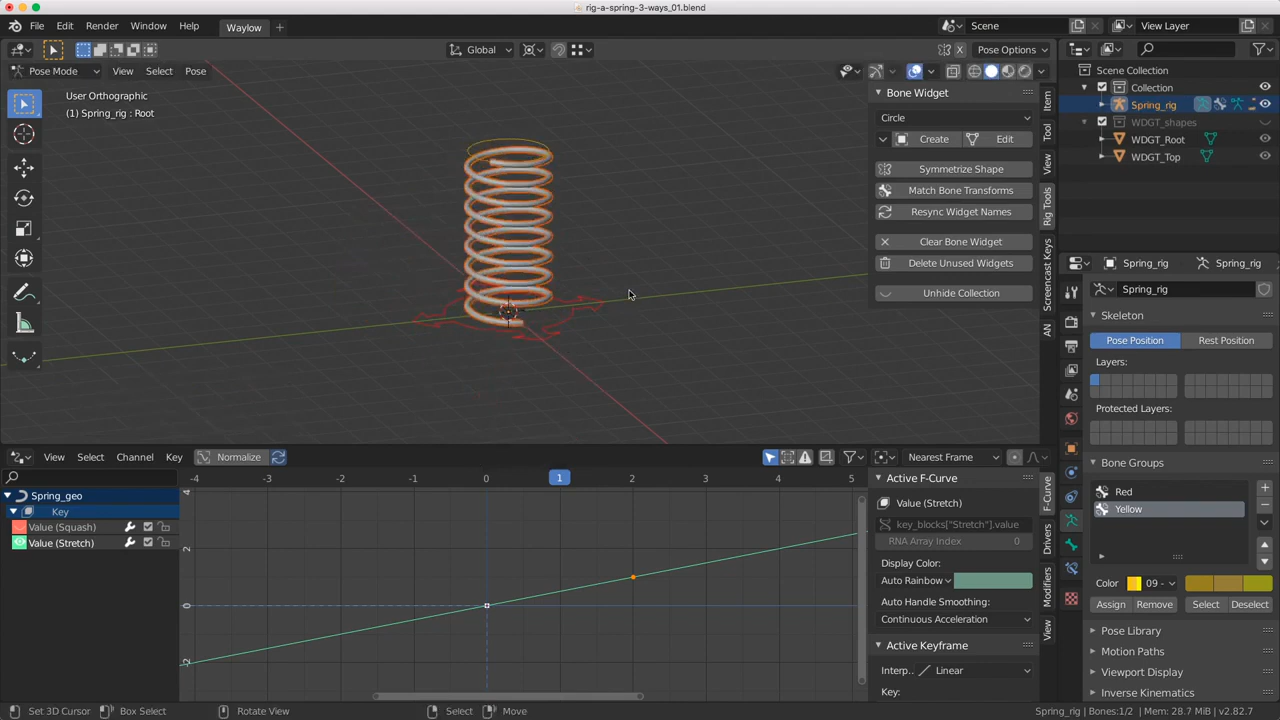 rig-a-spring-3-ways_01.blend
File Edit Render Window Help Waylow Scene View Layer
Global Pose Options
Pose Mode View Select Pose
User Orthographic
(1) Spring_rig : Root
Bone Widget
Circle
Create Edit
Symmetrize Shape
Match Bone Transforms
Resync Widget Names
Clear Bone Widget
Delete Unused Widgets
Unhide Collection
Item
Tool
View
Rig Tools
Screencast Keys
AN
Scene Collection
Collection
Spring_rig
WDGT_shapes
WDGT_Root
WDGT_Top
Spring_rig Spring_rig
Spring_rig
Skeleton
Pose Position Rest Position
Layers:
Protected Layers:
Bone Groups
Red
Yellow
Color 09 -
Assign Remove Select Deselect
Pose Library
Motion Paths
Viewport Display
Inverse Kinematics
View Select Channel Key Normalize Nearest Frame
-4 -3 -2 -1 0 1 2 3 4 5
4
2
0
-2
Spring_geo
Key
Value (Squash)
Value (Stretch)
Active F-Curve
Value (Stretch)
key_blocks["Stretch"].value
RNA Array Index 0
Display Color:
Auto Rainbow
Auto Handle Smoothing:
Continuous Acceleration
Active Keyframe
Interp.. Linear
Key:
F-Curve
Drivers
Modifiers
View
Set 3D Cursor Box Select Rotate View Select Move Spring_rig | Bones:1/2 | Mem: 28.7 MiB | v2.82.7